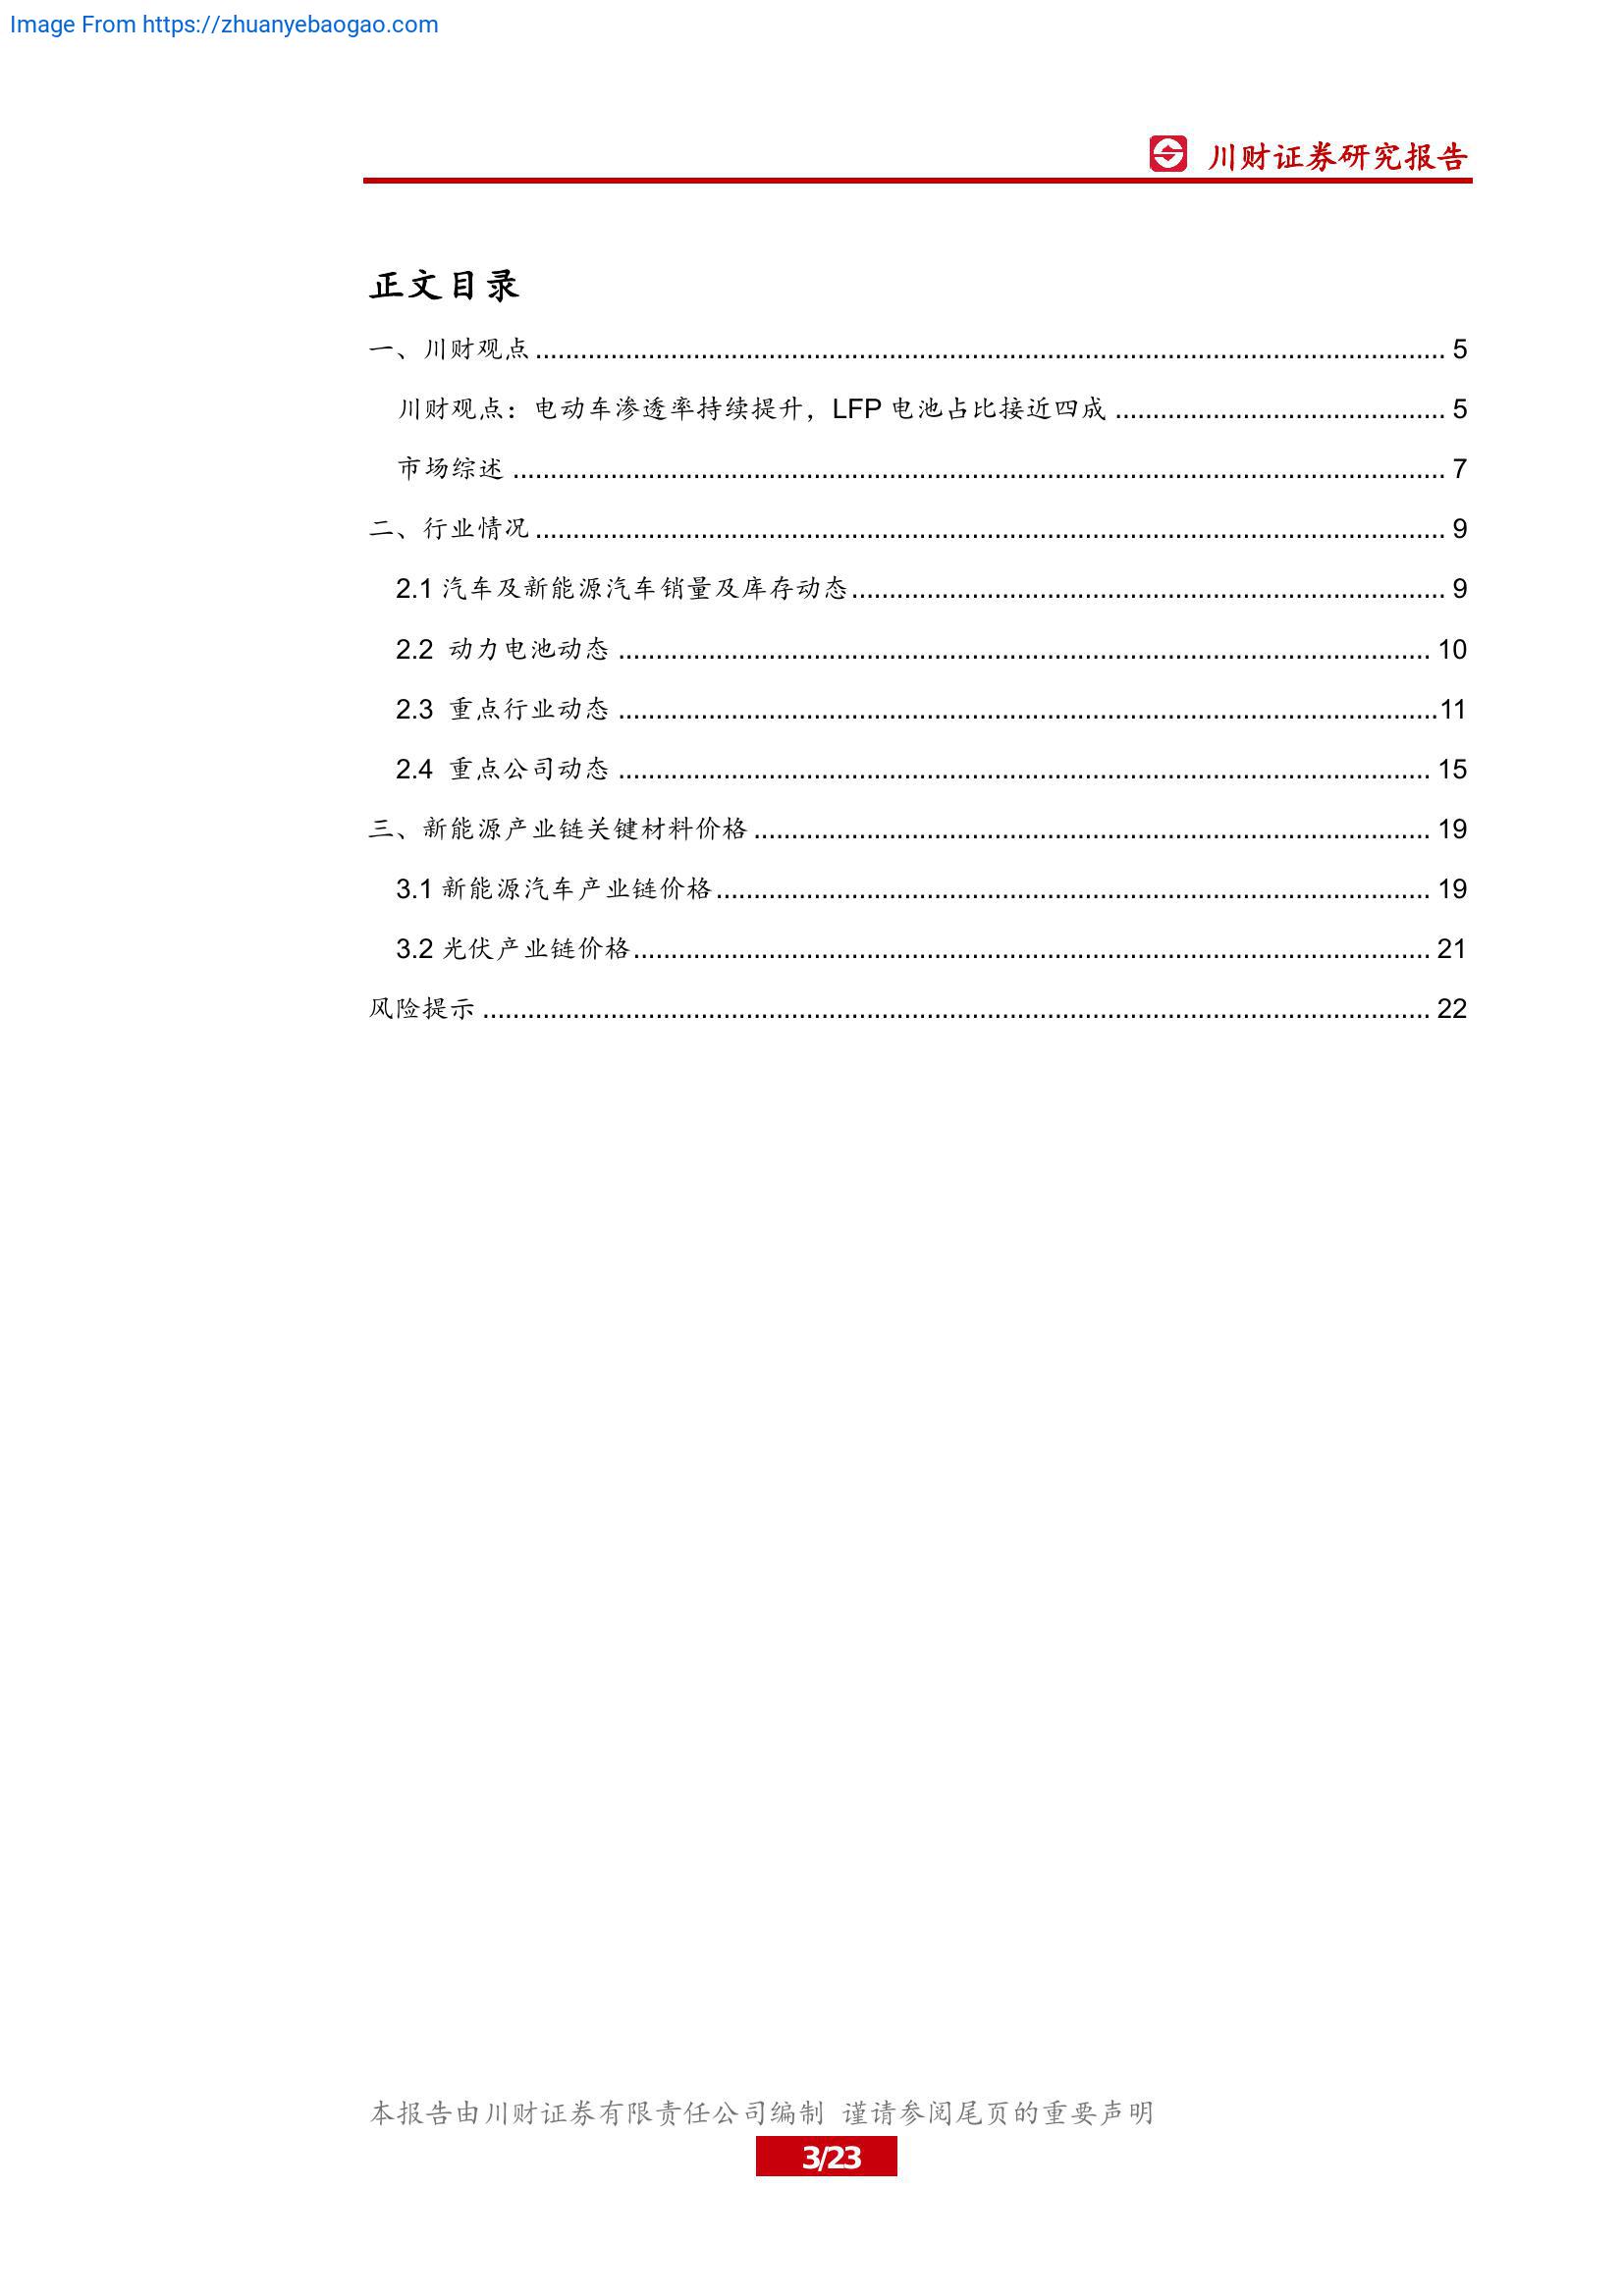 Image From https://zhuanyebaogao.com
川财证券研究报告
正文目录
一、川财观点 ........................................................................................................................ 5
川财观点：电动车渗透率持续提升，LFP 电池占比接近四成 ............................................ 5
市场综述 ............................................................................................................................ 7
二、行业情况 ........................................................................................................................ 9
2.1 汽车及新能源汽车销量及库存动态 ............................................................................... 9
2.2 动力电池动态 ............................................................................................................ 10
2.3 重点行业动态 .............................................................................................................11
2.4 重点公司动态 ............................................................................................................ 15
三、新能源产业链关键材料价格 .......................................................................................... 19
3.1 新能源汽车产业链价格 ............................................................................................... 19
3.2 光伏产业链价格 .......................................................................................................... 21
风险提示 .............................................................................................................................. 22
本报告由川财证券有限责任公司编制 谨请参阅尾页的重要声明
3/23